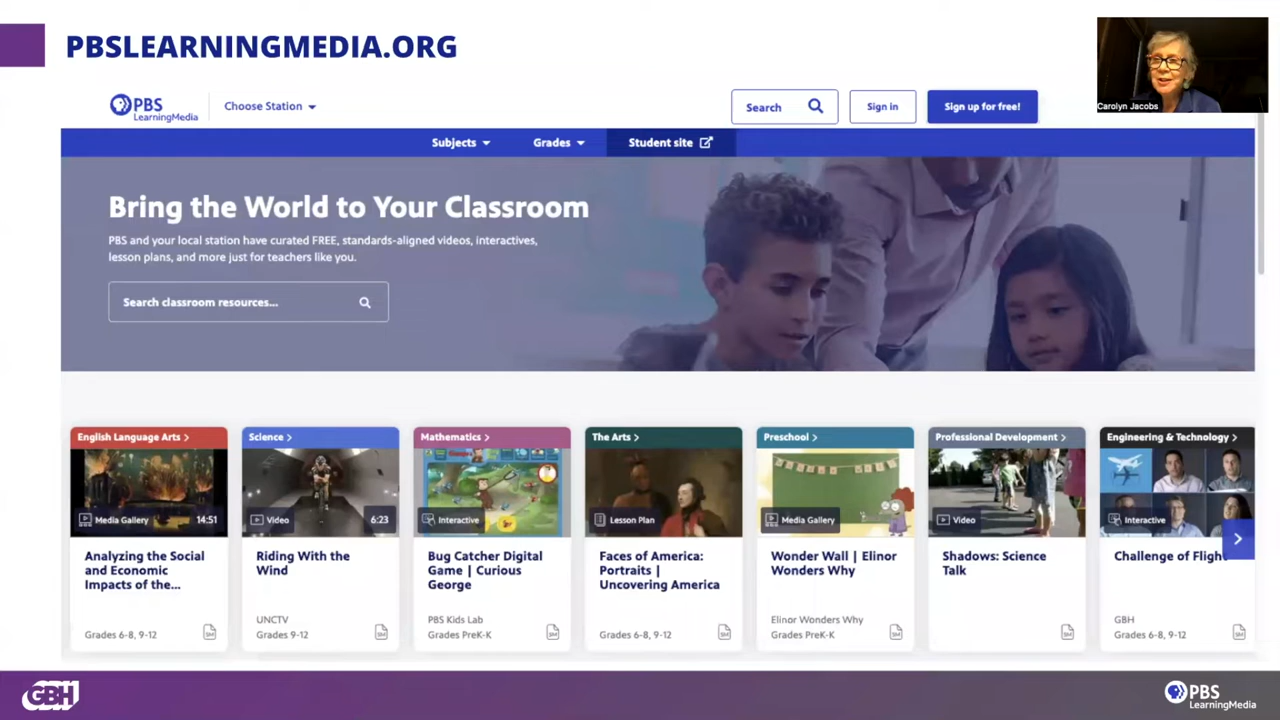 PBSLEARNINGMEDIA.ORG
Carolyn Jacobs
PBS
LearningMedia
Choose Station
Search
Sign in
Sign up for free!
Subjects
Grades
Student site
Bring the World to Your Classroom
PBS and your local station have curated FREE, standards-aligned videos, interactives,
lesson plans, and more just for teachers like you.
Search classroom resources...
English Language Arts >
Media Gallery
14:51
Analyzing the Social
and Economic
Impacts of the...
Grades 6-8, 9-12
Science >
Video
6:23
Riding With the
Wind
UNCTV
Grades 9-12
Mathematics >
Interactive
Bug Catcher Digital
Game | Curious
George
PBS Kids Lab
Grades PreK-K
The Arts >
Lesson Plan
Faces of America:
Portraits |
Uncovering America
Grades 6-8, 9-12
Preschool >
Media Gallery
Wonder Wall | Elinor
Wonders Why
Elinor Wonders Why
Grades PreK-K
Professional Development >
Video
Shadows: Science
Talk
Engineering & Technology >
Interactive
Challenge of Flight
GBH
Grades 6-8, 9-12
GBH
PBS
LearningMedia